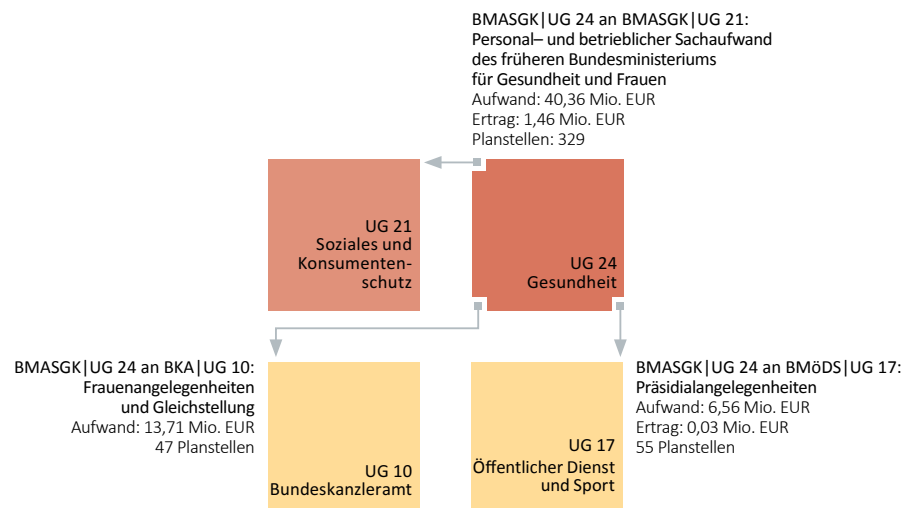 BMASGK|UG 24 an BMASGK|UG 21:
Personal– und betrieblicher Sachaufwand
des früheren Bundesministeriums
für Gesundheit und Frauen
Aufwand: 40,36 Mio. EUR
Ertrag: 1,46 Mio. EUR
Planstellen: 329
UG 21
Soziales und
Konsumenten-
schutz
UG 24
Gesundheit
BMASGK|UG 24 an BKA|UG 10:
Frauenangelegenheiten
und Gleichstellung
Aufwand: 13,71 Mio. EUR
47 Planstellen
UG 10
Bundeskanzleramt
UG 17
Öffentlicher Dienst
und Sport
BMASGK|UG 24 an BMöDS|UG 17:
Präsidialangelegenheiten
Aufwand: 6,56 Mio. EUR
Ertrag: 0,03 Mio. EUR
55 Planstellen